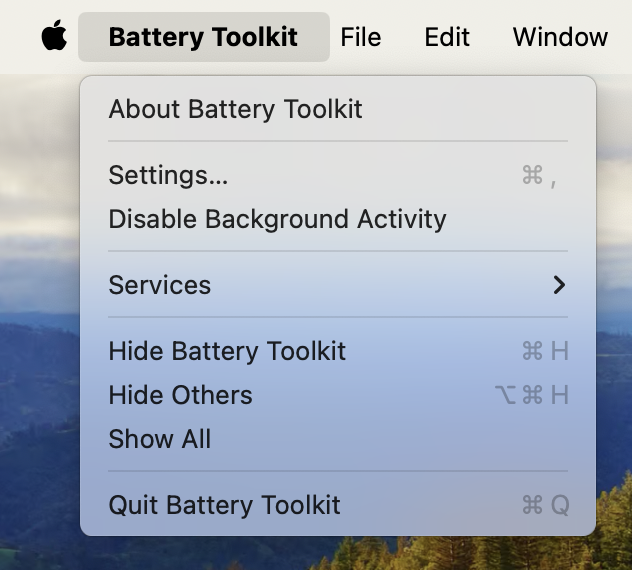 Battery Toolkit File Edit Window
About Battery Toolkit
Settings... ⌘ ,
Disable Background Activity
Services
Hide Battery Toolkit ⌘ H
Hide Others ⌥ ⌘ H
Show All
Quit Battery Toolkit ⌘ Q